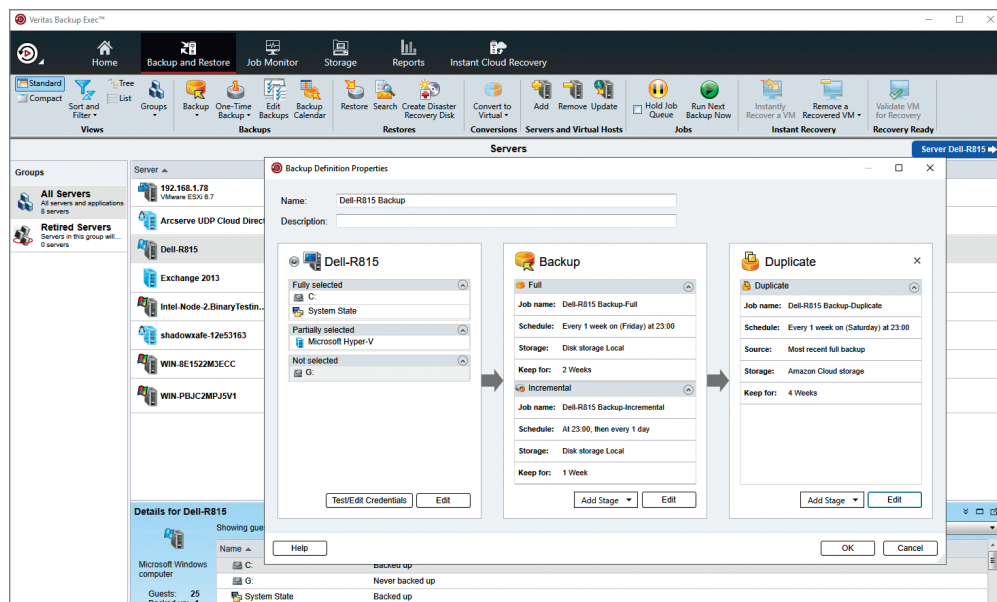 Veritas Backup Exec™
Home
Backup and Restore
Job Monitor
Storage
Reports
Instant Cloud Recovery
Standard
Compact
Sort and Filter
Tree
List
Views
Groups
Backup
One-Time Backup
Edit Backups
Backup Calendar
Backups
Restore
Search
Create Disaster Recovery Disk
Restores
Convert to Virtual
Conversions
Add
Remove
Update
Servers and Virtual Hosts
Hold Job Queue
Run Next Backup Now
Jobs
Instantly Recover a VM
Remove a Recovered VM
Instant Recovery
Validate VM for Recovery
Recovery Ready
Servers
Server Dell-R815
Groups
All Servers
All servers and applications
8 servers
Retired Servers
Servers in this group will...
0 servers
Server
192.168.1.78
VMware ESXi 6.7
Arcserve UDP Cloud Direct
Dell-R815
Exchange 2013
Intel-Node-2.BinaryTestin...
shadowxafe-12e53163
WIN-8E1522M3ECC
WIN-PBJC2MPJ5V1
Backup Definition Properties
Name: Dell-R815 Backup
Description:
Dell-R815
Fully selected
C:
System State
Partially selected
Microsoft Hyper-V
Not selected
G:
Test/Edit Credentials
Edit
Backup
Full
Job name: Dell-R815 Backup-Full
Schedule: Every 1 week on (Friday) at 23:00
Storage: Disk storage Local
Keep for: 2 Weeks
Incremental
Job name: Dell-R815 Backup-Incremental
Schedule: At 23:00, then every 1 day
Storage: Disk storage Local
Keep for: 1 Week
Add Stage
Edit
Duplicate
Duplicate
Job name: Dell-R815 Backup-Duplicate
Schedule: Every 1 week on (Saturday) at 23:00
Source: Most recent full backup
Storage: Amazon Cloud storage
Keep for: 4 Weeks
Add Stage
Edit
Help
OK
Cancel
Details for Dell-R815
Showing gue
Microsoft Windows computer
Guests: 25
Name
C: Backed up
G: Never backed up
System State Backed up